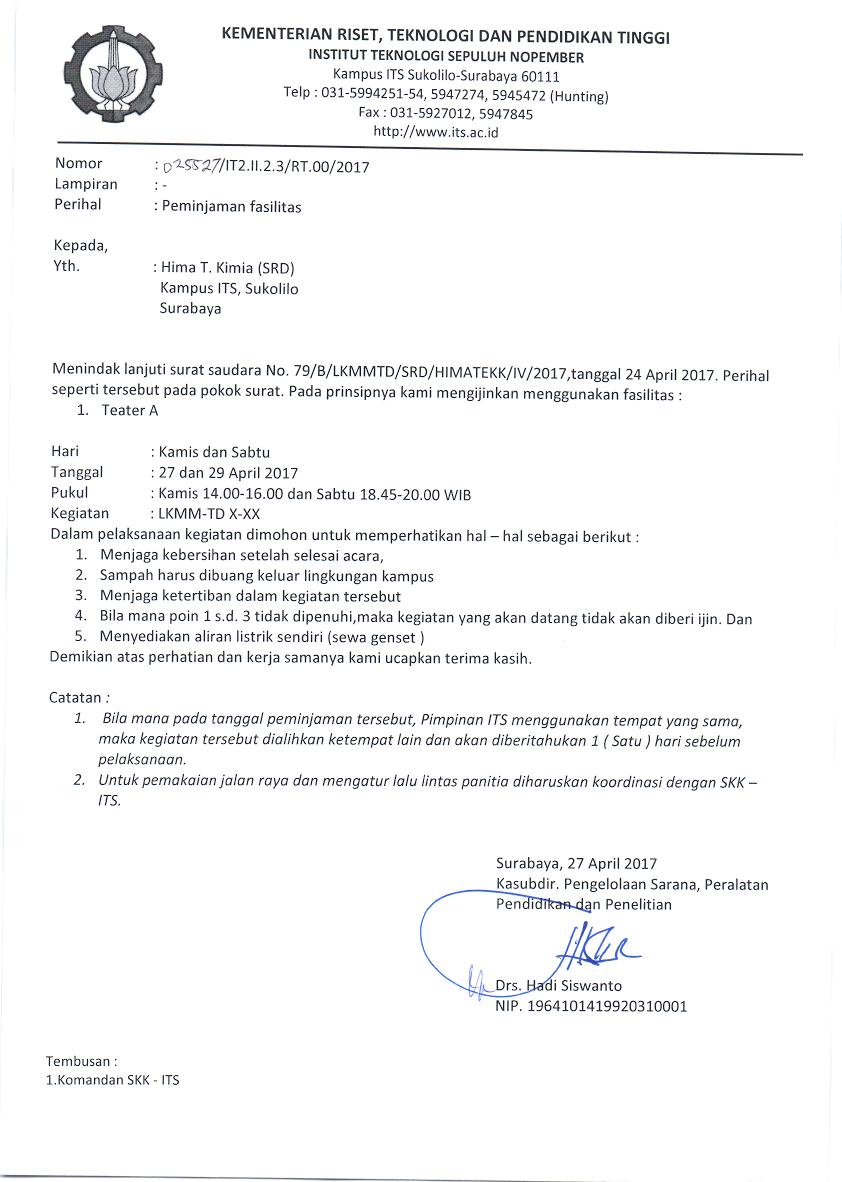 KEMENTERIAN RISET, TEKNOLOGI DAN PENDIDIKAN TINGGI
INSTITUT TEKNOLOGI SEPULUH NOPEMBER
Kampus ITS Sukolilo-Surabaya 60111
Telp : 031-5994251-54, 5947274, 5945472 (Hunting)
Fax : 031-5927012, 5947845
http://www.its.ac.id
Nomor : 025527/IT2.II.2.3/RT.00/2017
Lampiran : -
Perihal : Peminjaman fasilitas
Kepada,
Yth. : Hima T. Kimia (SRD)
Kampus ITS, Sukolilo
Surabaya
Menindak lanjuti surat saudara No. 79/B/LKMMTD/SRD/HIMATEKK/IV/2017,tanggal 24 April 2017. Perihal
seperti tersebut pada pokok surat. Pada prinsipnya kami mengijinkan menggunakan fasilitas :
1. Teater A
Hari : Kamis dan Sabtu
Tanggal : 27 dan 29 April 2017
Pukul : Kamis 14.00-16.00 dan Sabtu 18.45-20.00 WIB
Kegiatan : LKMM-TD X-XX
Dalam pelaksanaan kegiatan dimohon untuk memperhatikan hal – hal sebagai berikut :
1. Menjaga kebersihan setelah selesai acara,
2. Sampah harus dibuang keluar lingkungan kampus
3. Menjaga ketertiban dalam kegiatan tersebut
4. Bila mana poin 1 s.d. 3 tidak dipenuhi,maka kegiatan yang akan datang tidak akan diberi ijin. Dan
5. Menyediakan aliran listrik sendiri (sewa genset )
Demikian atas perhatian dan kerja samanya kami ucapkan terima kasih.
Catatan :
1. Bila mana pada tanggal peminjaman tersebut, Pimpinan ITS menggunakan tempat yang sama,
maka kegiatan tersebut dialihkan ketempat lain dan akan diberitahukan 1 ( Satu ) hari sebelum
pelaksanaan.
2. Untuk pemakaian jalan raya dan mengatur lalu lintas panitia diharuskan koordinasi dengan SKK –
ITS.
Surabaya, 27 April 2017
Kasubdir. Pengelolaan Sarana, Peralatan
Pendidikan dan Penelitian
Drs. Hadi Siswanto
NIP. 1964101419920310001
Tembusan :
1.Komandan SKK - ITS